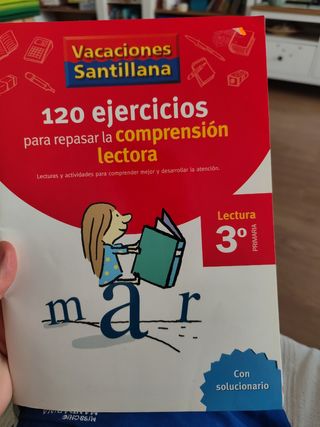 Vacaciones
Santillana
120 ejercicios
para repasar la comprensión
lectora
Lecturas y actividades para comprender mejor y desarrollar la atención.
Lectura
3º
PRIMARIA
mar
Con
solucionario